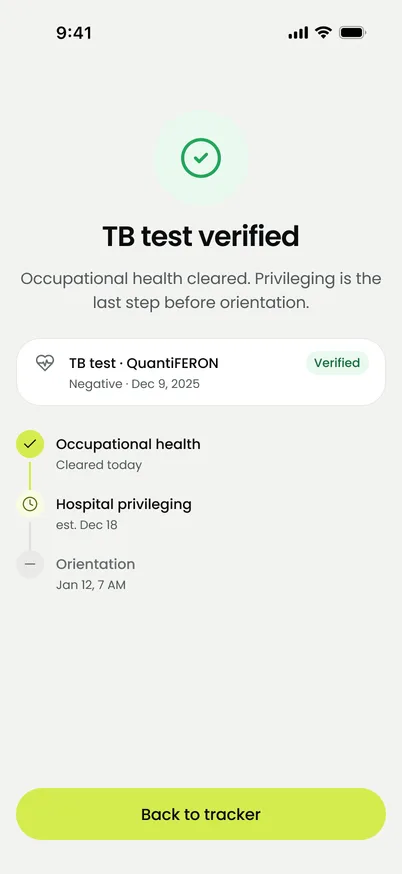 9:41
TB test verified
Occupational health cleared. Privileging is the
last step before orientation.
TB test · QuantiFERON
Verified
Negative · Dec 9, 2025
Occupational health
Cleared today
Hospital privileging
est. Dec 18
Orientation
Jan 12, 7 AM
Back to tracker